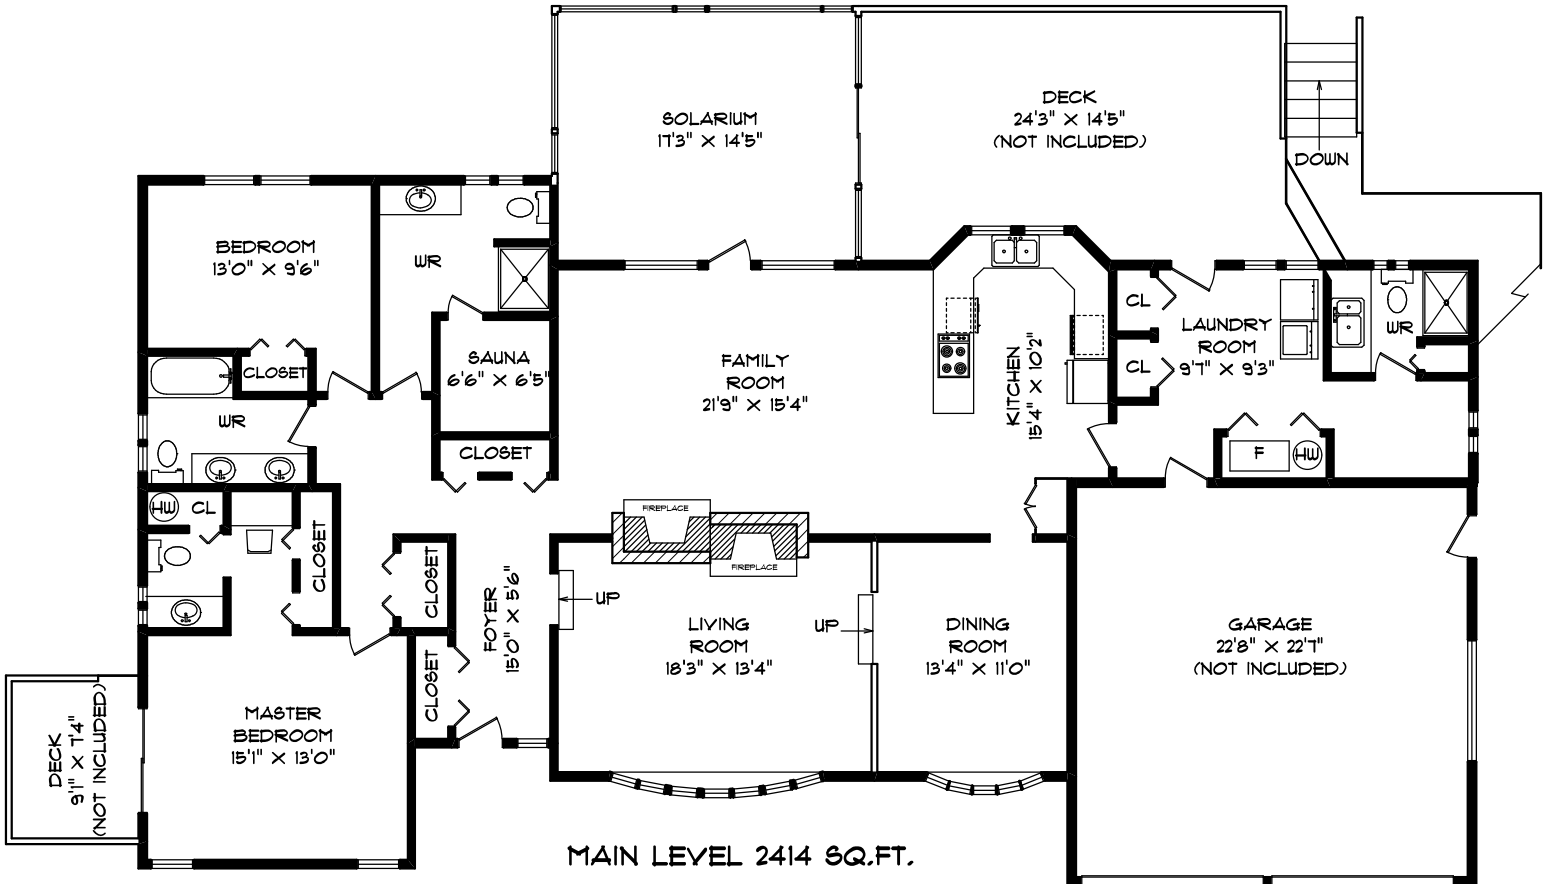 SOLARIUM
17'3" X 14'5"
DECK
24'3" X 14'5"
(NOT INCLUDED)
DOWN
BEDROOM
13'0" X 9'6"
WR
SAUNA
6'6" X 6'5"
CLOSET
WR
CLOSET
FAMILY
ROOM
21'9" X 15'4"
KITCHEN
15'4" X 10'2"
CL
CL
LAUNDRY
ROOM
9'7" X 9'3"
WR
F
HW
HW
CL
CLOSET
CLOSET
CLOSET
FOYER
15'0" X 5'6"
FIREPLACE
FIREPLACE
UP
LIVING
ROOM
18'3" X 13'4"
UP
DINING
ROOM
13'4" X 11'0"
GARAGE
22'8" X 22'7"
(NOT INCLUDED)
MASTER
BEDROOM
15'1" X 13'0"
DECK
9'1" X 7'4"
(NOT INCLUDED)
MAIN LEVEL 2414 SQ.FT.